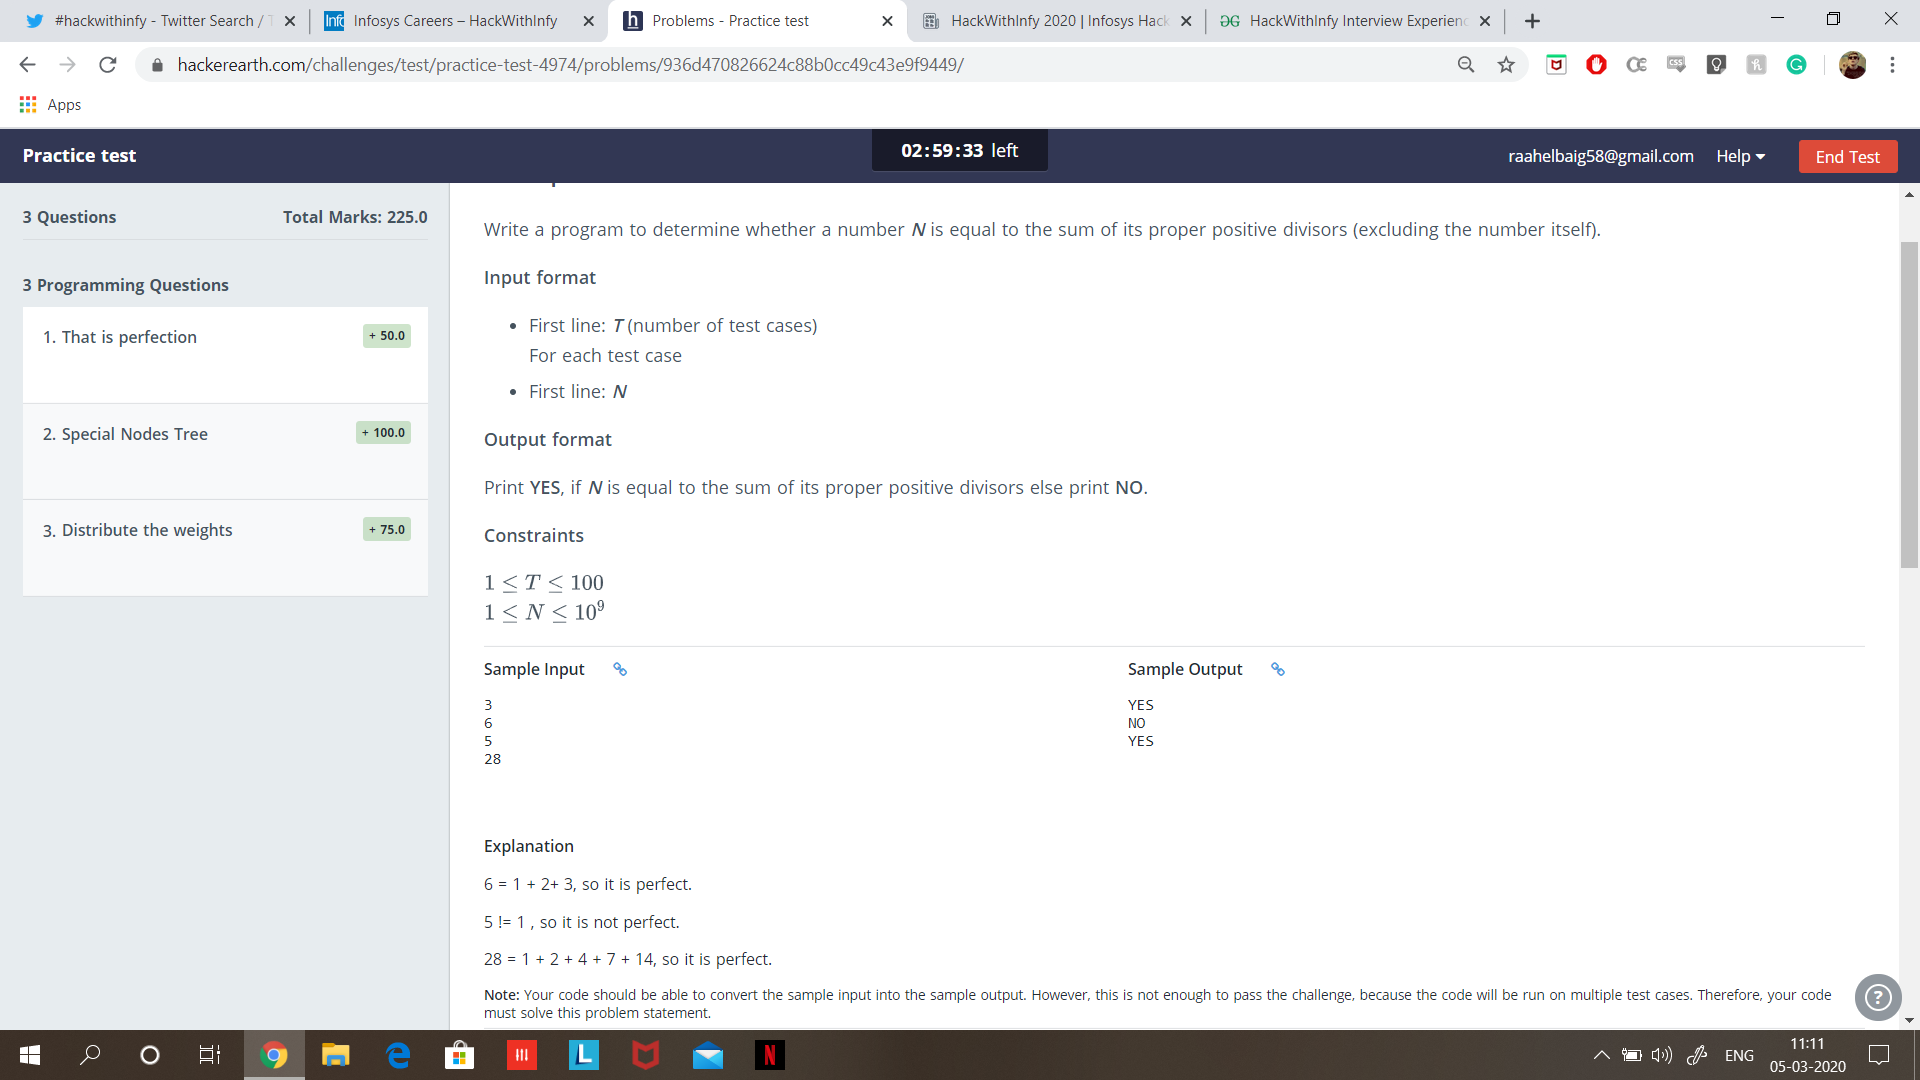 #hackwithinfy - Twitter Search / T
Infosys Careers – HackWithInfy
Problems - Practice test
HackWithInfy 2020 | Infosys Hack
HackWithInfy Interview Experienc
hackerearth.com/challenges/test/practice-test-4974/problems/936d470826624c88b0cc49c43e9f9449/
Apps
Practice test
02:59:33 left
raahelbaig58@gmail.com
Help
End Test
3 Questions
Total Marks: 225.0
3 Programming Questions
1. That is perfection
+ 50.0
2. Special Nodes Tree
+ 100.0
3. Distribute the weights
+ 75.0
Write a program to determine whether a number N is equal to the sum of its proper positive divisors (excluding the number itself).
Input format
• First line: T (number of test cases)
For each test case
• First line: N
Output format
Print YES, if N is equal to the sum of its proper positive divisors else print NO.
Constraints
1 ≤ T ≤ 100
1 ≤ N ≤ 10⁹
Sample Input
3
6
5
28
Sample Output
YES
NO
YES
Explanation
6 = 1 + 2+ 3, so it is perfect.
5 != 1 , so it is not perfect.
28 = 1 + 2 + 4 + 7 + 14, so it is perfect.
Note: Your code should be able to convert the sample input into the sample output. However, this is not enough to pass the challenge, because the code will be run on multiple test cases. Therefore, your code
must solve this problem statement.
ENG
11:11
05-03-2020